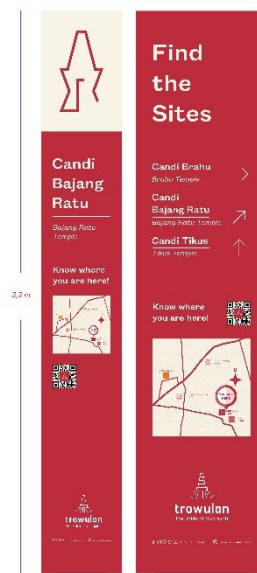 2,2 m
Candi
Bajang
Ratu
Bajang Ratu
Temple
Know where
you are here!
trowulan
Find
the
Sites
Candi Brahu
Brahu Temple
Candi
Bajang Ratu
Bajang Ratu Temple
Candi Tikus
Tikus Temple
Know where
you are here!
trowulan